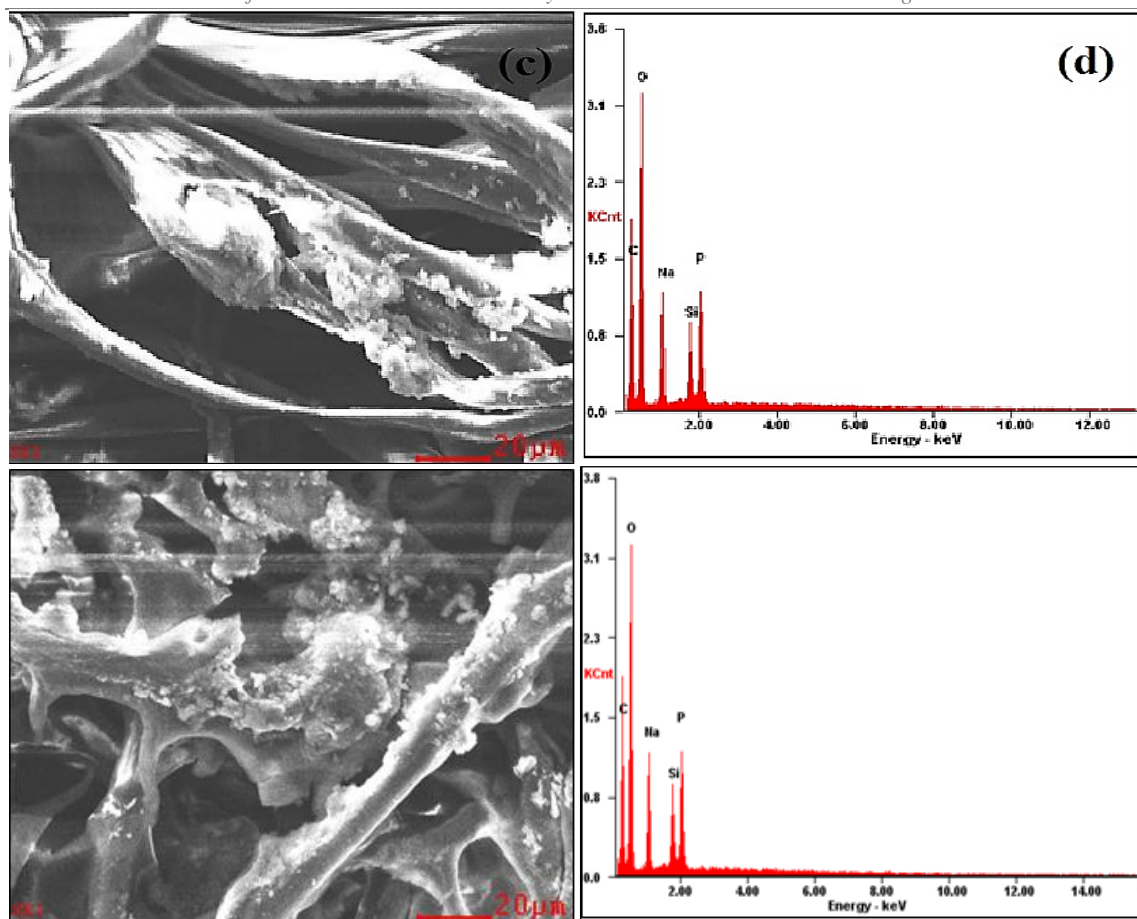 (c)
20µm
(d)
3.8
O
3.1
2.3
KCnt
C
1.5
Na
P
0.8
Si
0.0
2.00 4.00 6.00 8.00 10.00 12.00
Energy - keV
20µm
3.8
O
3.1
2.3
KCnt
C
1.5
Na
P
0.8
Si
0.0
2.00 4.00 6.00 8.00 10.00 12.00 14.00
Energy - keV